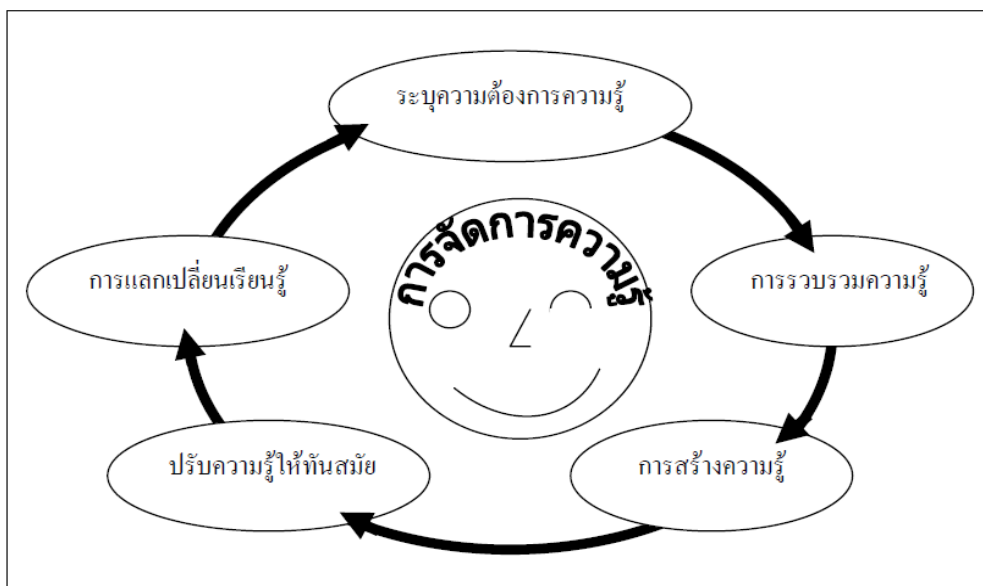 ระบุความต้องการความรู้
การจัดการความรู้
การแลกเปลี่ยนเรียนรู้
การรวบรวมความรู้
ปรับความรู้ให้ทันสมัย
การสร้างความรู้